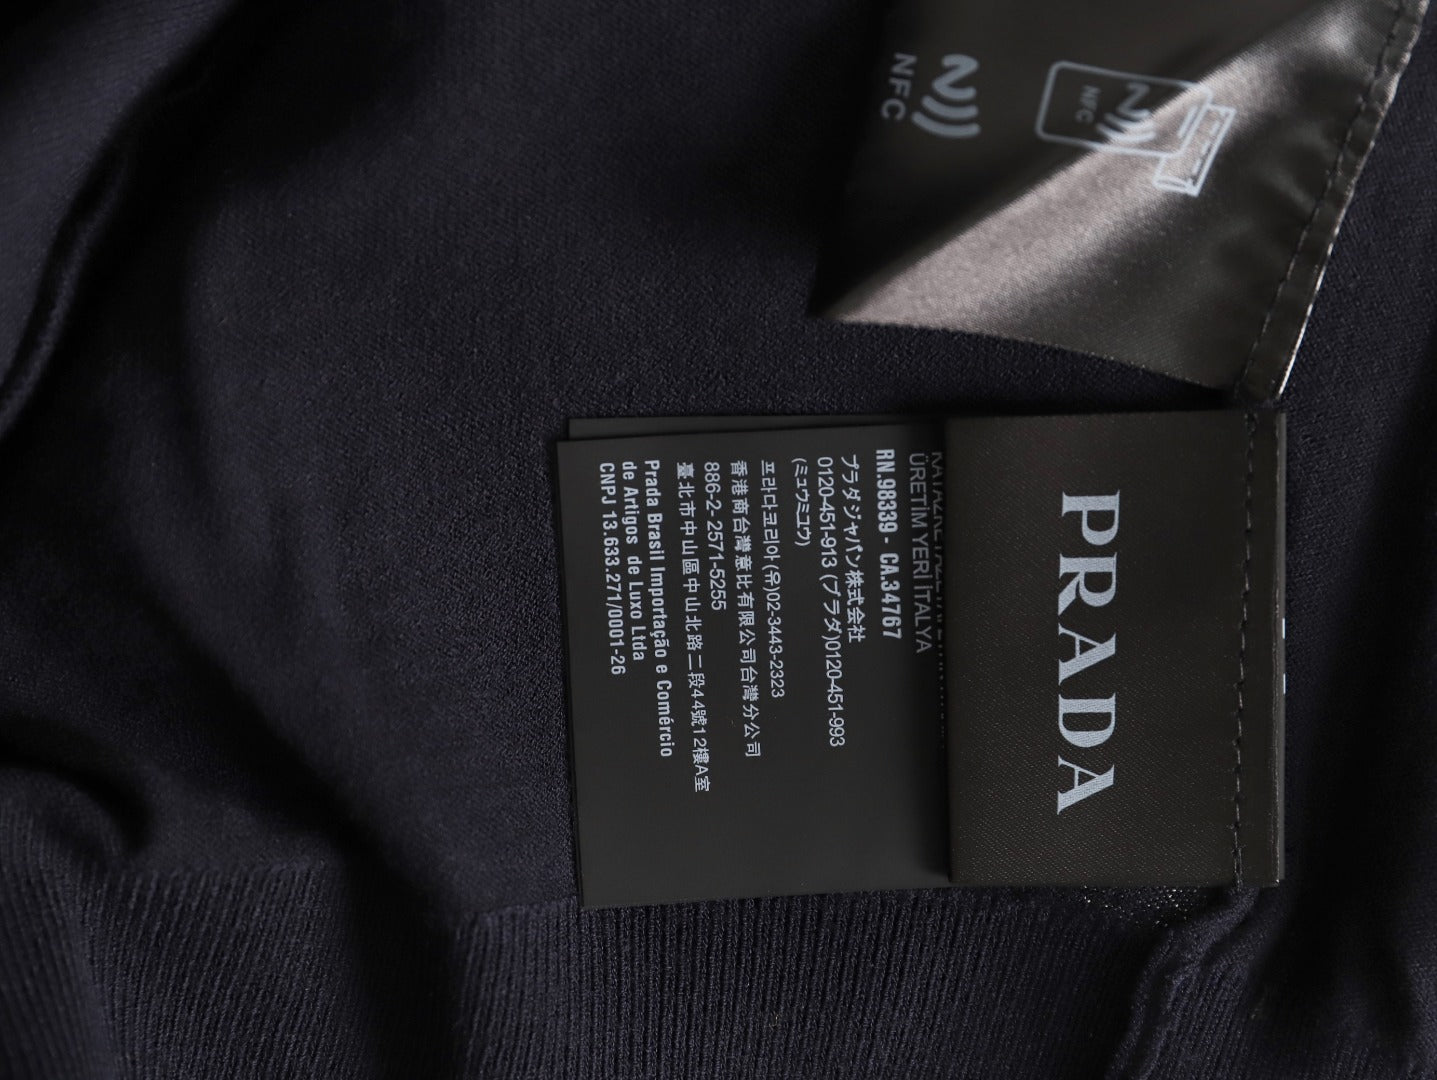 NFC
NFC
PRADA
ÜRETİM YERİ İTALYA
RN.98339 - CA.34767
プラダジャパン株式会社
0120-451-913 (プラダ)0120-451-993
(ミュウミュウ)
프라다코리아(유)02-3443-2323
香港商台灣意比有限公司台灣分公司
886-2- 2571-5255
臺北市中山區中山北路二段44號12樓A室
Prada Brasil Importação e Comércio
de Artigos de Luxo Ltda
CNPJ 13.633.271/0001-26